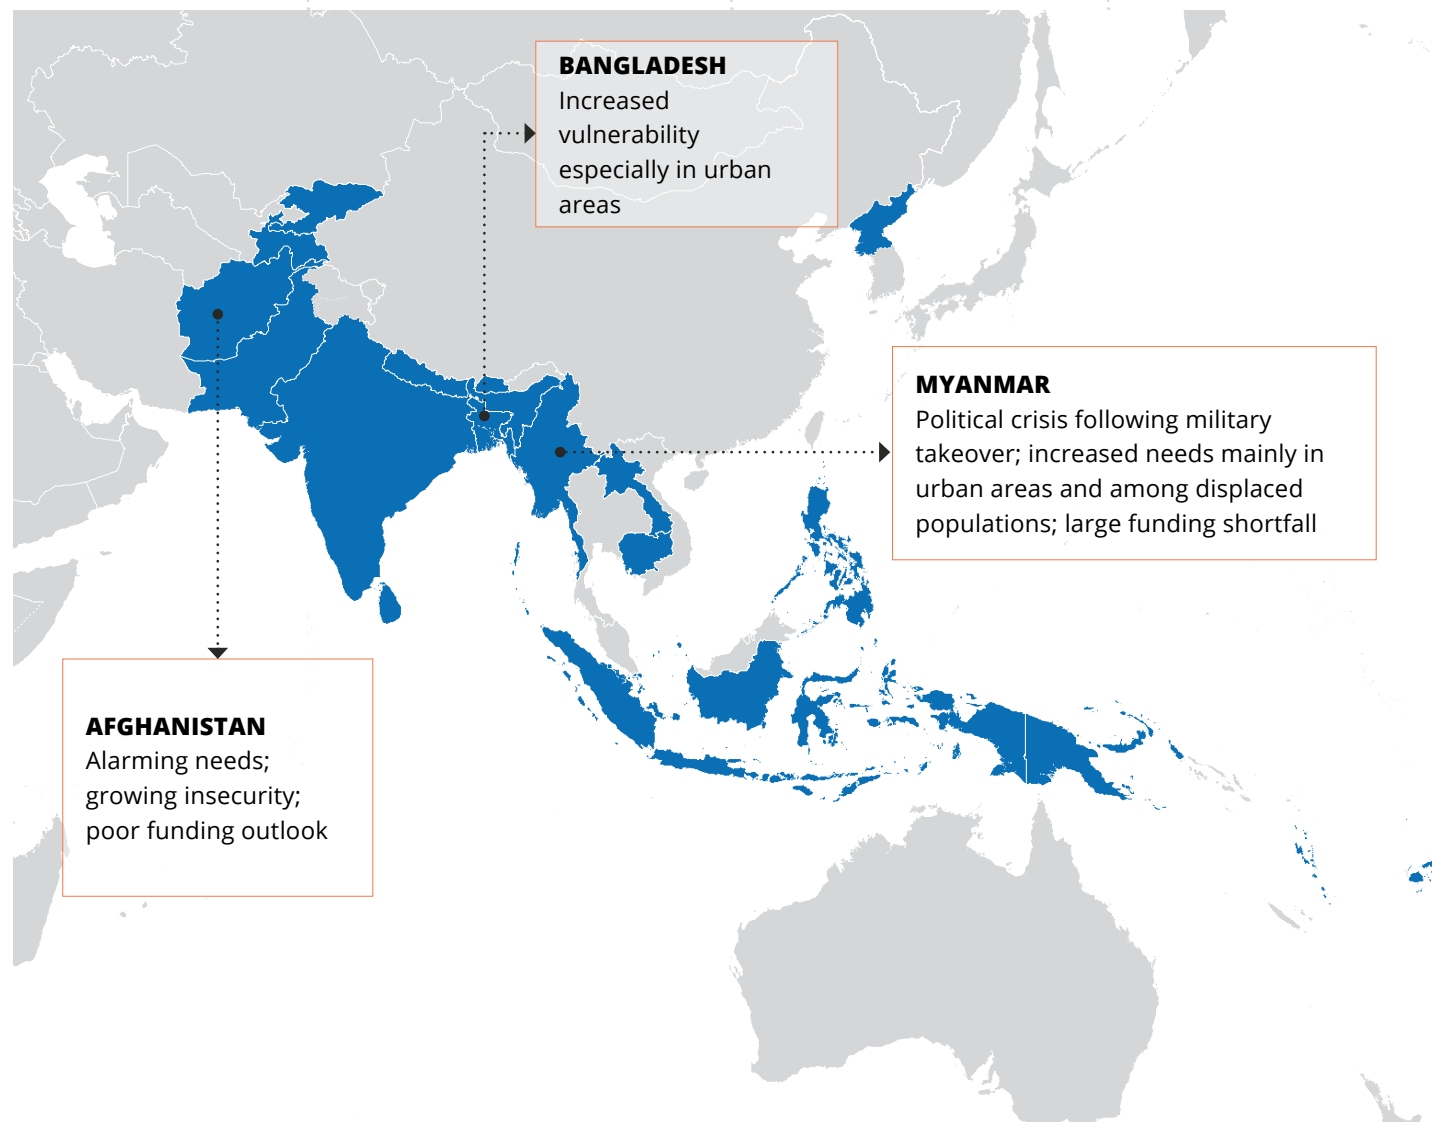 BANGLADESH
Increased
vulnerability
especially in urban
areas
MYANMAR
Political crisis following military
takeover; increased needs mainly in
urban areas and among displaced
populations; large funding shortfall
AFGHANISTAN
Alarming needs;
growing insecurity;
poor funding outlook